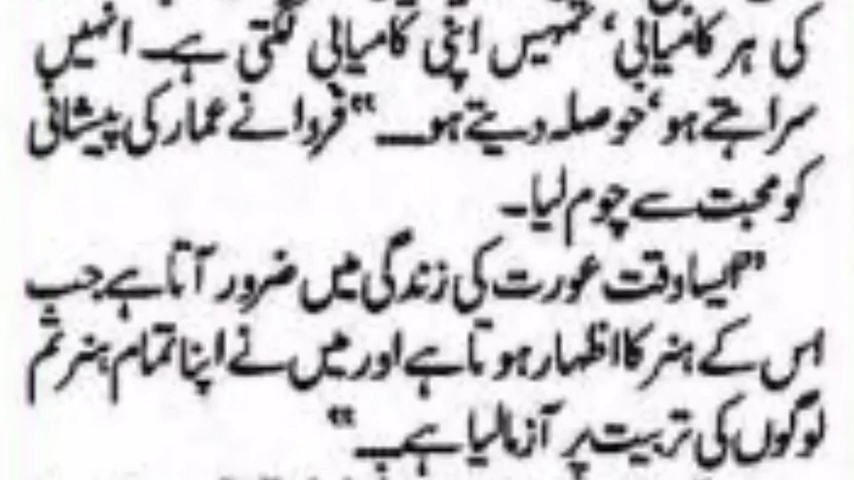 کی ہر کامیابی‘ تمہیں اپنی کامیابی لگتی ہے۔ انہیں
سراہتے ہو‘ حوصلہ دیتے ہو۔۔۔“ فروا نے عمار کی پیشانی
کو محبت سے چوم لیا۔
”ایسا وقت عورت کی زندگی میں ضرور آتا ہے جب
اس کے ہنر کا اظہار ہوتا ہے اور میں نے اپنا تمام ہنر تم
لوگوں کی تربیت پر آزما لیا ہے۔۔“